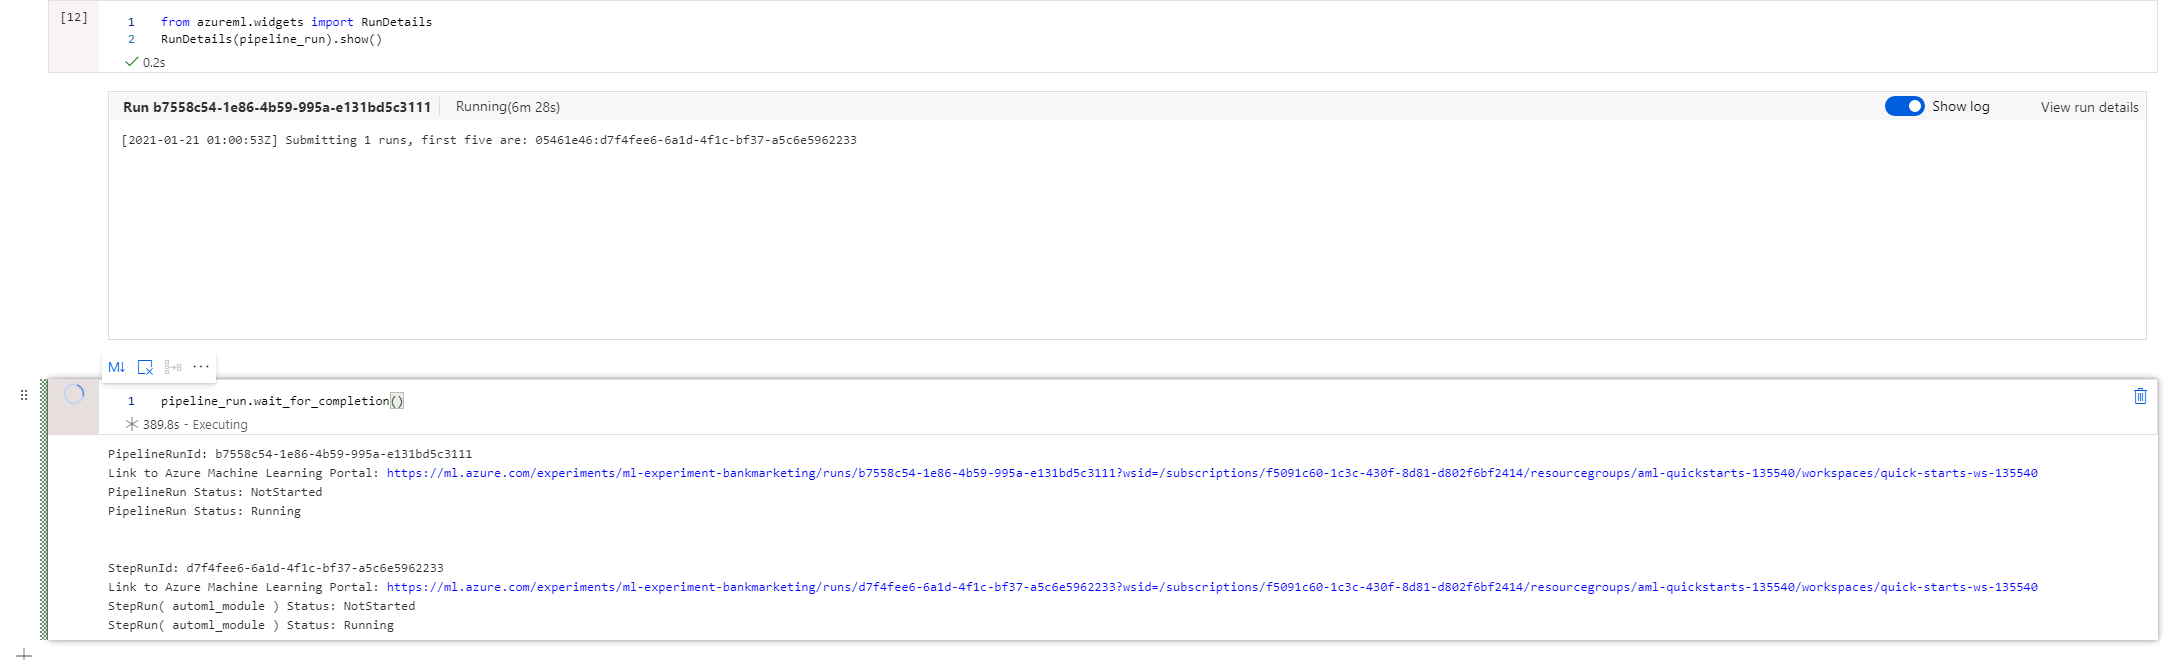 [12]
1 from azureml.widgets import RunDetails
2 RunDetails(pipeline_run).show()
0.2s
Run b7558c54-1e86-4b59-995a-e131bd5c3111 Running(6m 28s) Show log View run details
[2021-01-21 01:00:53Z] Submitting 1 runs, first five are: 05461e46:d7f4fee6-6a1d-4f1c-bf37-a5c6e5962233
M↓ ···
1 pipeline_run.wait_for_completion()
389.8s - Executing
PipelineRunId: b7558c54-1e86-4b59-995a-e131bd5c3111
Link to Azure Machine Learning Portal: https://ml.azure.com/experiments/ml-experiment-bankmarketing/runs/b7558c54-1e86-4b59-995a-e131bd5c3111?wsid=/subscriptions/f5091c60-1c3c-430f-8d81-d802f6bf2414/resourcegroups/aml-quickstarts-135540/workspaces/quick-starts-ws-135540
PipelineRun Status: NotStarted
PipelineRun Status: Running
StepRunId: d7f4fee6-6a1d-4f1c-bf37-a5c6e5962233
Link to Azure Machine Learning Portal: https://ml.azure.com/experiments/ml-experiment-bankmarketing/runs/d7f4fee6-6a1d-4f1c-bf37-a5c6e5962233?wsid=/subscriptions/f5091c60-1c3c-430f-8d81-d802f6bf2414/resourcegroups/aml-quickstarts-135540/workspaces/quick-starts-ws-135540
StepRun( automl_module ) Status: NotStarted
StepRun( automl_module ) Status: Running